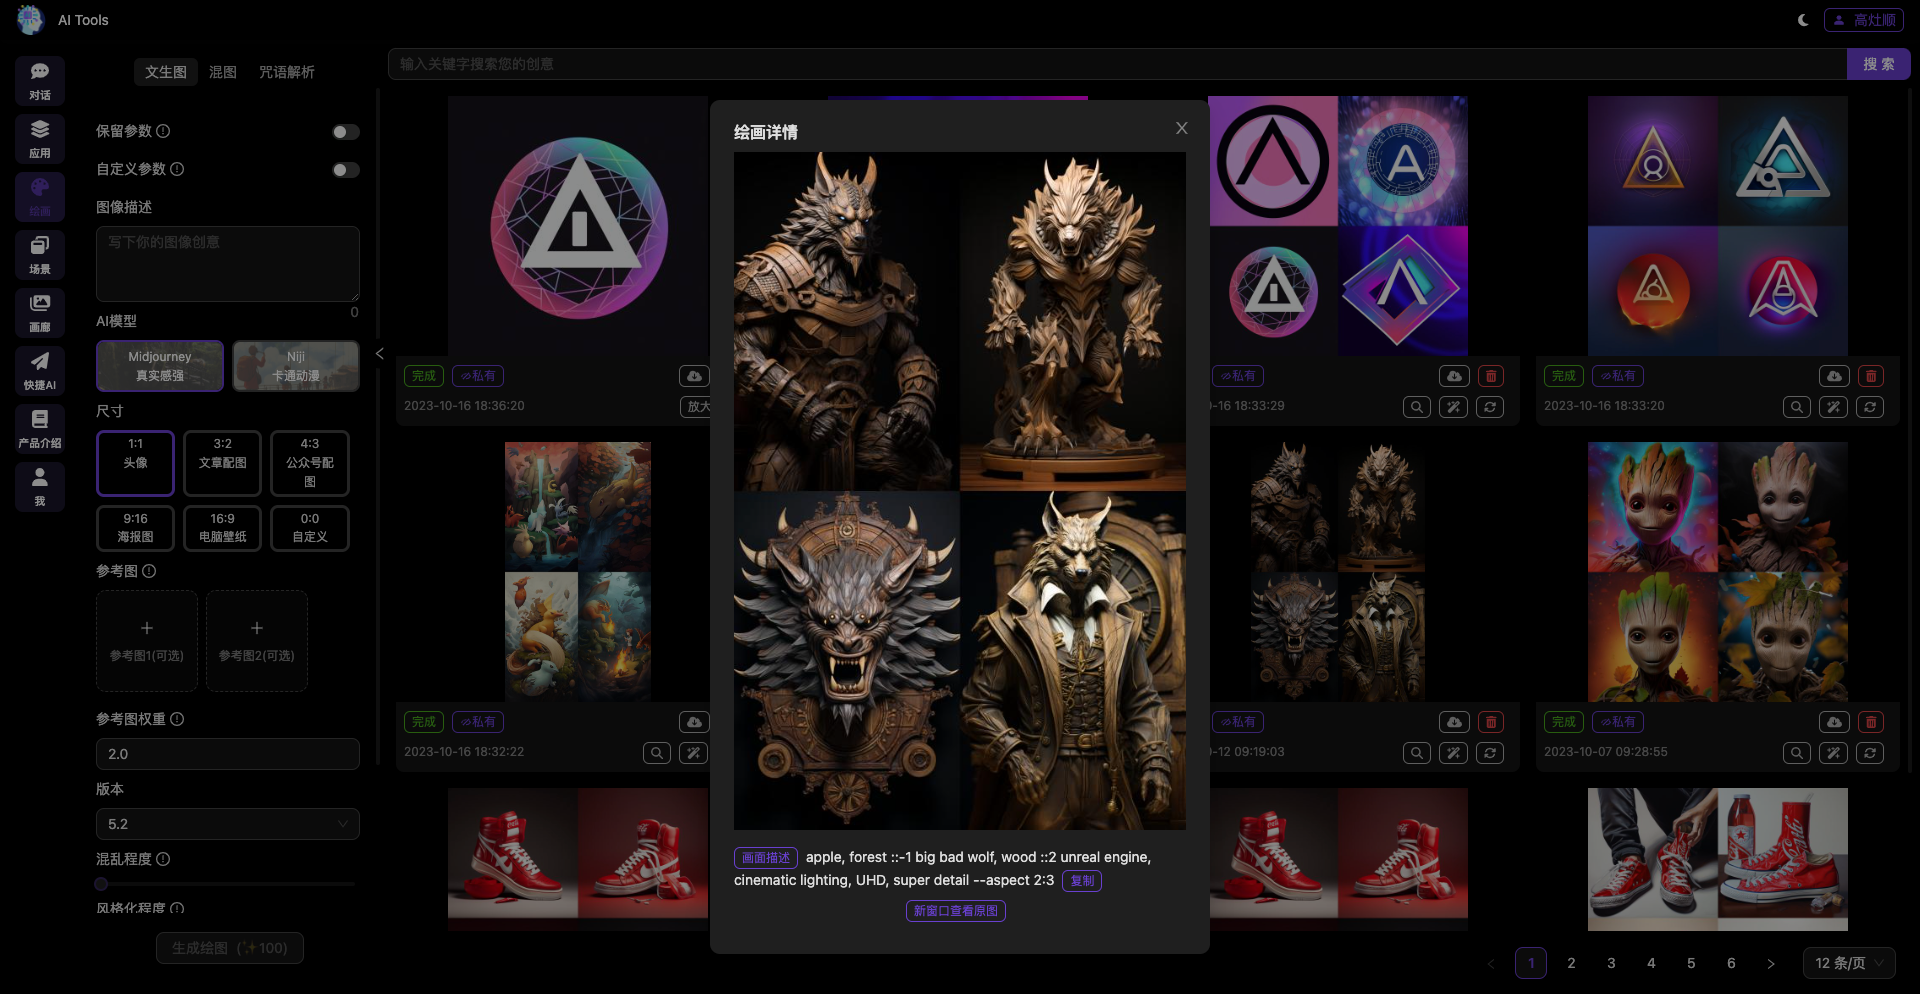 AI Tools
高灶顺
对话
应用
绘画
场景
画廊
快捷AI
产品介绍
我
文生图
混图
咒语解析
保留参数
自定义参数
图像描述
写下你的图像创意
0
AI模型
Midjourney
真实感强
Niji
卡通动漫
尺寸
1:1
头像
3:2
文章配图
4:3
公众号配
图
9:16
海报图
16:9
电脑壁纸
0:0
自定义
参考图
参考图1(可选)
参考图2(可选)
参考图权重
2.0
版本
5.2
混乱程度
风格化程度
生成绘图（✨100）
输入关键字搜索您的创意
搜 索
完成
私有
2023-10-16 18:36:20
放大
私有
-16 18:33:29
完成
私有
2023-10-16 18:33:20
完成
私有
2023-10-16 18:32:22
私有
-12 09:19:03
完成
私有
2023-10-07 09:28:55
绘画详情
画面描述 apple, forest ::-1 big bad wolf, wood ::2 unreal engine,
cinematic lighting, UHD, super detail --aspect 2:3 复制
新窗口查看原图
1 2 3 4 5 6
12 条/页